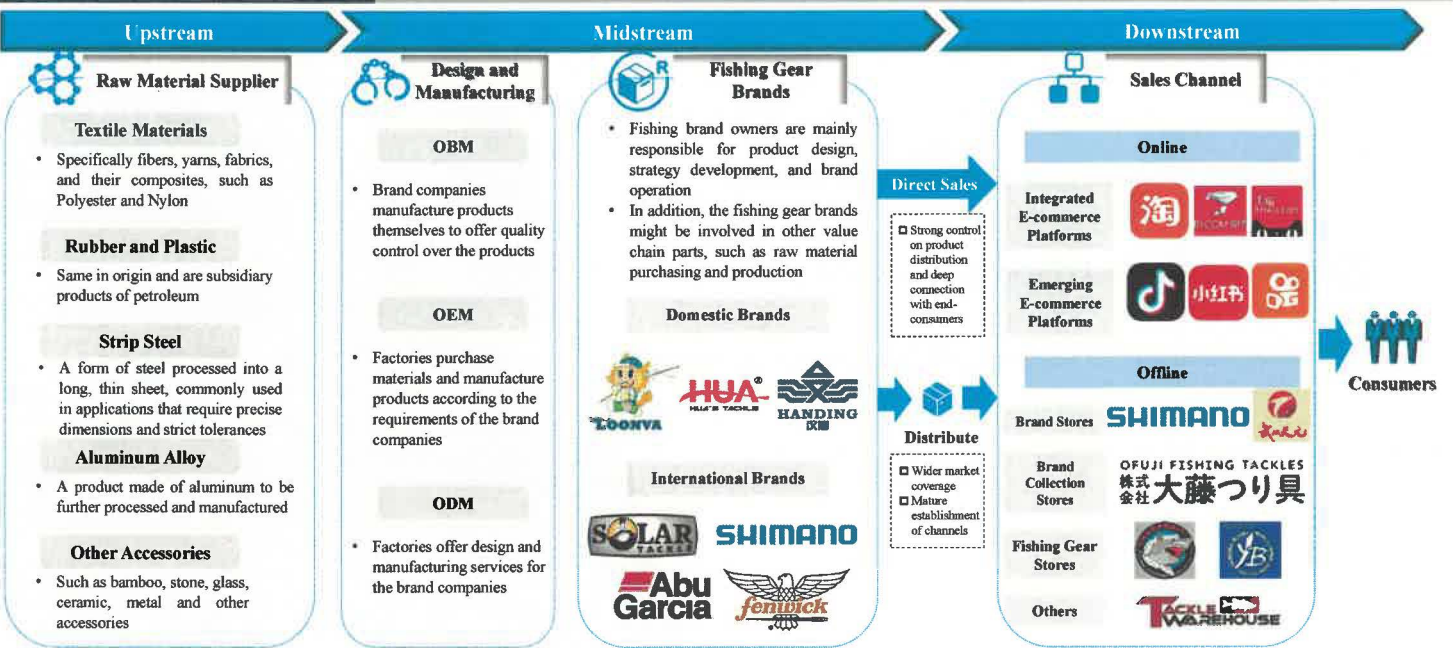 Upstream
Midstream
Downstream
Raw Material Supplier
Textile Materials
• Specifically fibers, yarns, fabrics,
and their composites, such as
Polyester and Nylon
Rubber and Plastic
• Same in origin and are subsidiary
products of petroleum
Strip Steel
• A form of steel processed into a
long, thin sheet, commonly used
in applications that require precise
dimensions and strict tolerances
Aluminum Alloy
• A product made of aluminum to be
further processed and manufactured
Other Accessories
• Such as bamboo, stone, glass,
ceramic, metal and other
accessories
Design and
Manufacturing
OBM
• Brand companies
manufacture products
themselves to offer quality
control over the products
OEM
• Factories purchase
materials and manufacture
products according to the
requirements of the brand
companies
ODM
• Factories offer design and
manufacturing services for
the brand companies
R
Fishing Gear
Brands
• Fishing brand owners are mainly
responsible for product design,
strategy development, and brand
operation
• In addition, the fishing gear brands
might be involved in other value
chain parts, such as raw material
purchasing and production
Domestic Brands
LOONVA
HUA®
HUA'S TACKLE
HANDING
汉鼎
International Brands
SOLAR
TACKLE
SHIMANO
Abu
Garcia
fenwick
Direct Sales
Strong control
on product
distribution
and deep
connection
with end-
consumers
Distribute
Wider market
coverage
Mature
establishment
of channels
Sales Channel
Online
Integrated
E-commerce
Platforms
淘
Emerging
E-commerce
Platforms
小红书
Offline
Brand Stores
SHIMANO
Brand
Collection
Stores
OFUJI FISHING TACKLES
株式
会社
大藤つり具
Fishing Gear
Stores
YB
Others
TACKLE
WAREHOUSE
Consumers